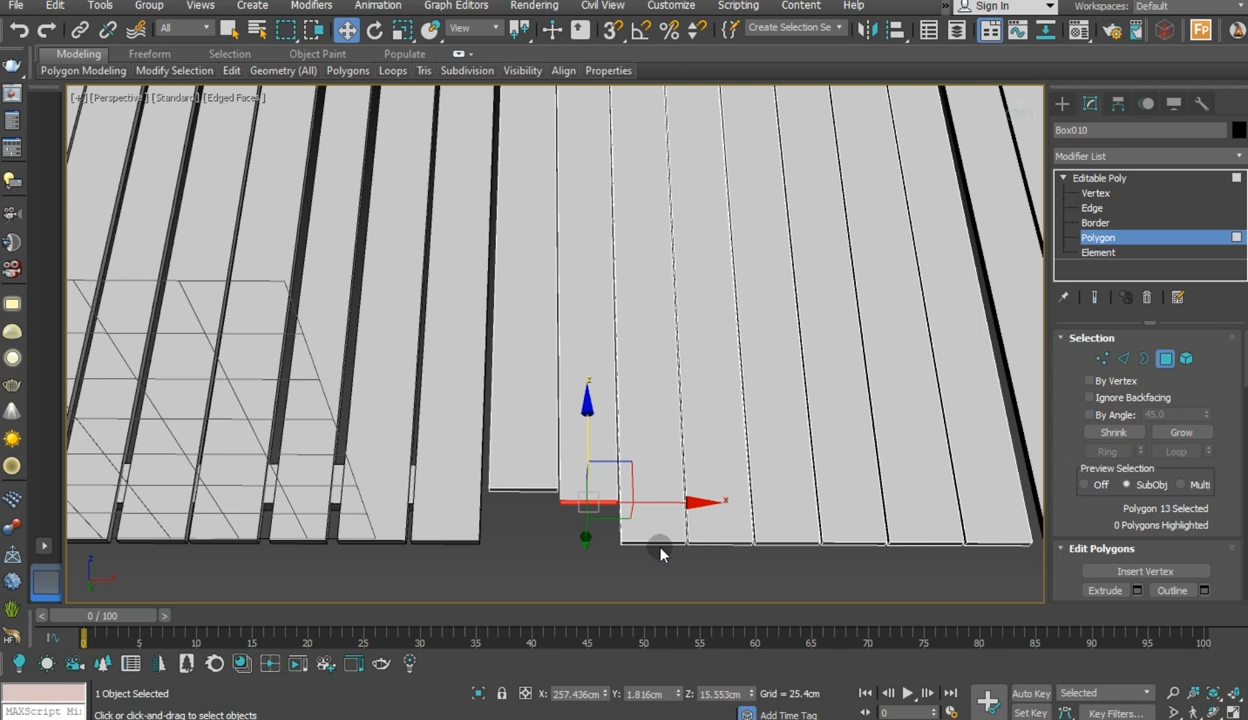 File Edit Tools Group Views Create Modifiers Animation Graph Editors Rendering Civil View Customize Scripting Content Help Sign In Workspaces: Default
All View Create Selection Se
Modeling Freeform Selection Object Paint Populate
Polygon Modeling Modify Selection Edit Geometry (All) Polygons Loops Tris Subdivision Visibility Align Properties
[+] [Perspective] [Standard] [Edged Faces]
Box010
Modifier List
Editable Poly
Vertex
Edge
Border
Polygon
Element
Selection
By Vertex
Ignore Backfacing
By Angle: 45.0
Shrink Grow
Ring Loop
Preview Selection
Off SubObj Multi
Polygon 13 Selected
0 Polygons Highlighted
Edit Polygons
Insert Vertex
Extrude Outline
z
x
z
0 / 100
0 5 10 15 20 25 30 35 40 45 50 55 60 65 70 75 80 85 90 95 100
1 Object Selected X: 257.436cm Y: 1.816cm Z: 15.553cm Grid = 25.4cm Auto Key Selected
MAXScript Mi Click or click-and-drag to select objects Add Time Tag 0 Set Key Key Filters...